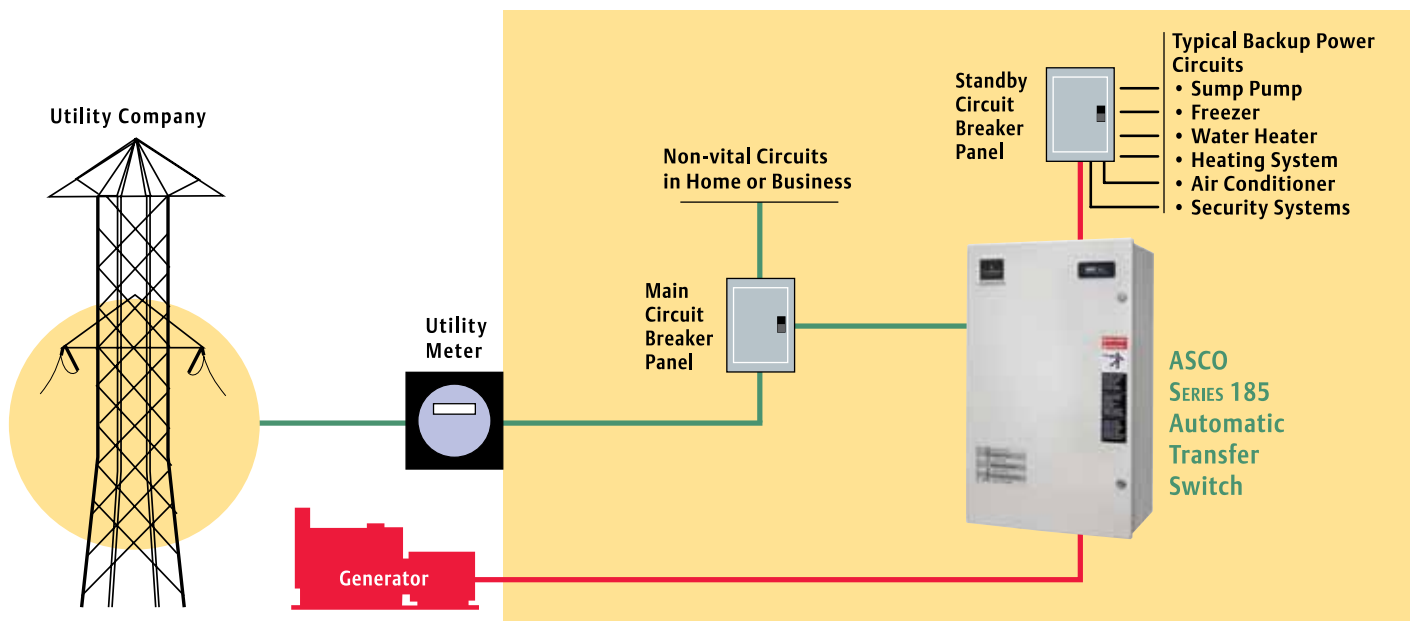 Utility Company
Utility
Meter
Generator
Non-vital Circuits
in Home or Business
Main
Circuit
Breaker
Panel
Standby
Circuit
Breaker
Panel
Typical Backup Power
Circuits
• Sump Pump
• Freezer
• Water Heater
• Heating System
• Air Conditioner
• Security Systems
ASCO
SERIES 185
Automatic
Transfer
Switch